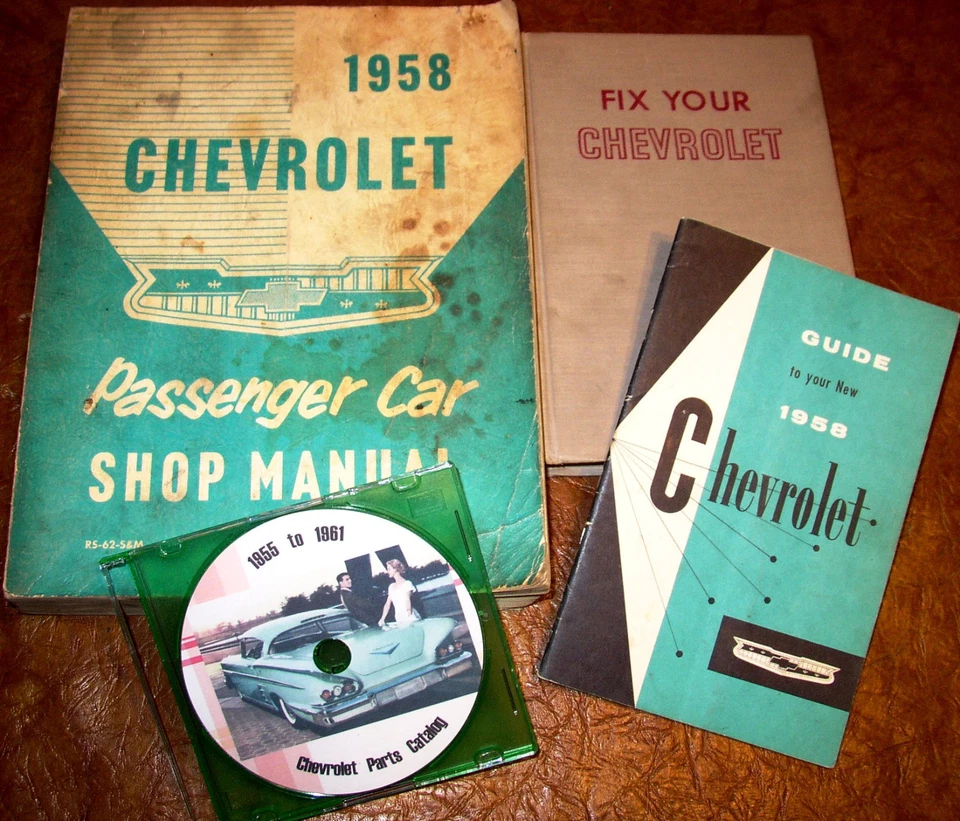 1958
CHEVROLET
Passenger Car
SHOP MANUAL
RS-62-S&M
FIX YOUR
CHEVROLET
GUIDE
to your New
1958
Chevrolet
1955 to 1961
Chevrolet Parts Catalog